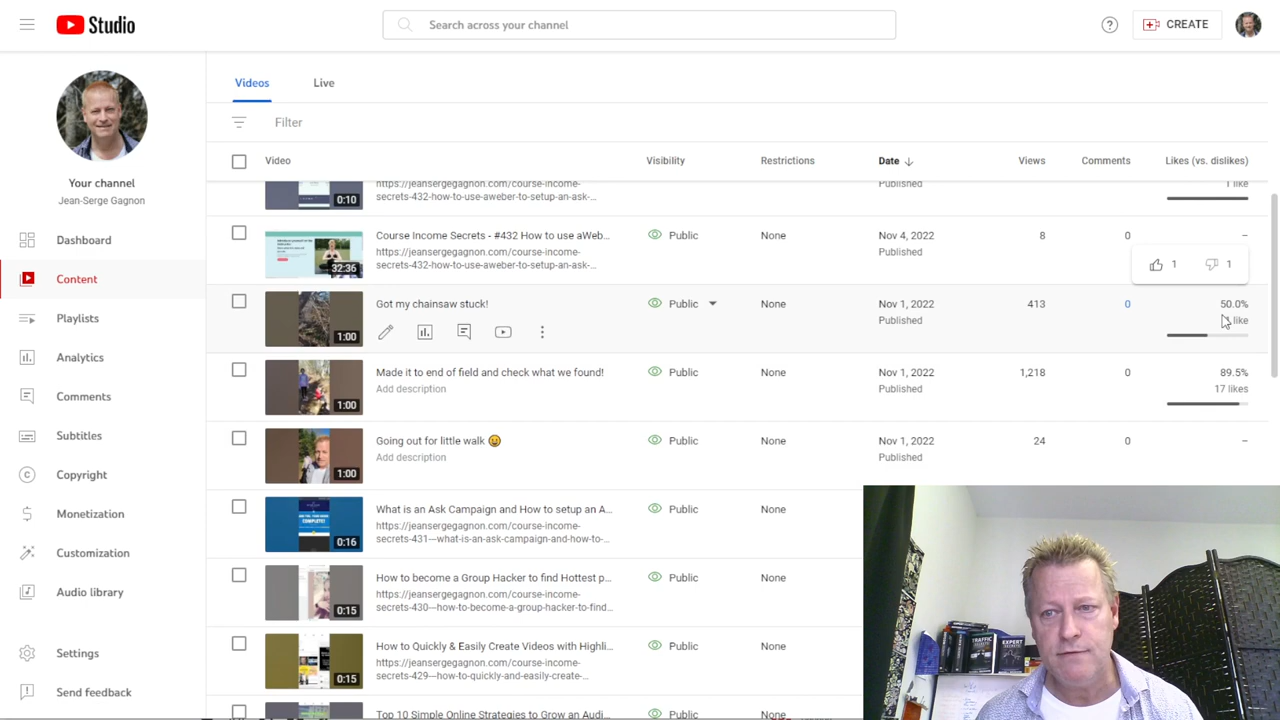 Studio
Search across your channel
CREATE
Your channel
Jean-Serge Gagnon
Dashboard
Content
Playlists
Analytics
Comments
Subtitles
Copyright
Monetization
Customization
Audio library
Settings
Send feedback
Videos
Live
Filter
Video
Visibility
Restrictions
Date
Views
Comments
Likes (vs. dislikes)
0:10
https://jeansergegagnon.com/course-income-
secrets-432-how-to-use-aweber-to-setup-an-ask-...
Published
1 like
32:36
Course Income Secrets - #432 How to use aWeb...
https://jeansergegagnon.com/course-income-
secrets-432-how-to-use-aweber-to-setup-an-ask-...
Public
None
Nov 4, 2022
Published
8
0
–
1
1
1:00
Got my chainsaw stuck!
Public
None
Nov 1, 2022
Published
413
0
50.0%
like
1:00
Made it to end of field and check what we found!
Add description
Public
None
Nov 1, 2022
Published
1,218
0
89.5%
17 likes
1:00
Going out for little walk 😀
Add description
Public
None
Nov 1, 2022
Published
24
0
–
0:16
What is an Ask Campaign and How to setup an A...
https://jeansergegagnon.com/course-income-
secrets-431---what-is-an-ask-campaign-and-how-to-...
Public
None
0:15
How to become a Group Hacker to find Hottest p...
https://jeansergegagnon.com/course-income-
secrets-430---how-to-become-a-group-hacker-to-find...
Public
None
0:15
How to Quickly & Easily Create Videos with Highli...
https://jeansergegagnon.com/course-income-
secrets-429---how-to-quickly-and-easily-create-...
Public
None
Top 10 Simple Online Strategies to Grow an Audi...
Public
None
TRAFFIC
SECRETS
EXPERT
SECRETS